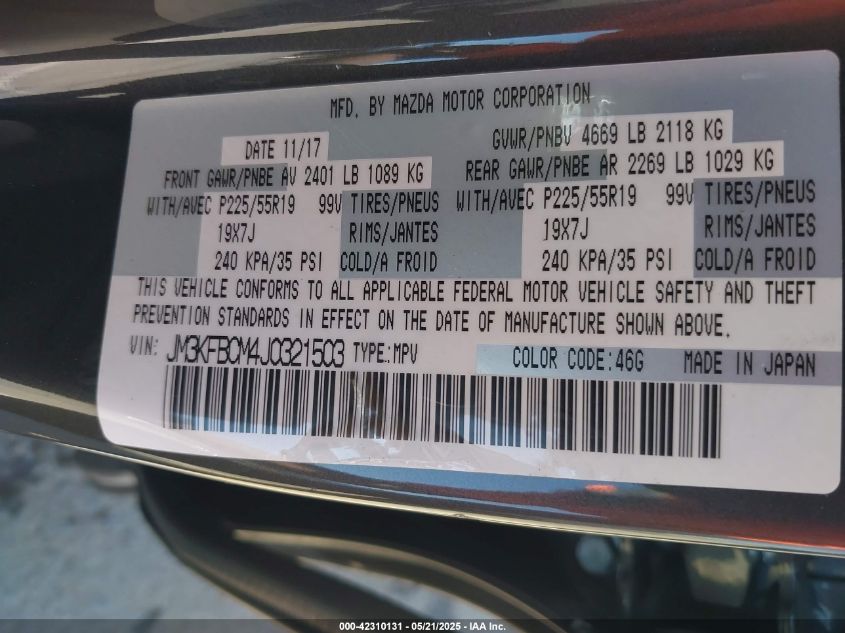 MFD. BY MAZDA MOTOR CORPORATION
DATE 11/17 GVWR/PNBV 4669 LB 2118 KG
FRONT GAWR/PNBE AV 2401 LB 1089 KG REAR GAWR/PNBE AR 2269 LB 1029 KG
WITH/AVEC P225/55R19 99V TIRES/PNEUS WITH/AVEC P225/55R19 99V TIRES/PNEUS
19X7J RIMS/JANTES 19X7J RIMS/JANTES
240 KPA/35 PSI COLD/A FROID 240 KPA/35 PSI COLD/A FROID
THIS VEHICLE CONFORMS TO ALL APPLICABLE FEDERAL MOTOR VEHICLE SAFETY AND THEFT
PREVENTION STANDARDS IN EFFECT ON THE DATE OF MANUFACTURE SHOWN ABOVE.
VIN: JM3KFBCM4J0321503 TYPE:MPV COLOR CODE:46G MADE IN JAPAN
000-42310131 - 05/21/2025 - IAA Inc.